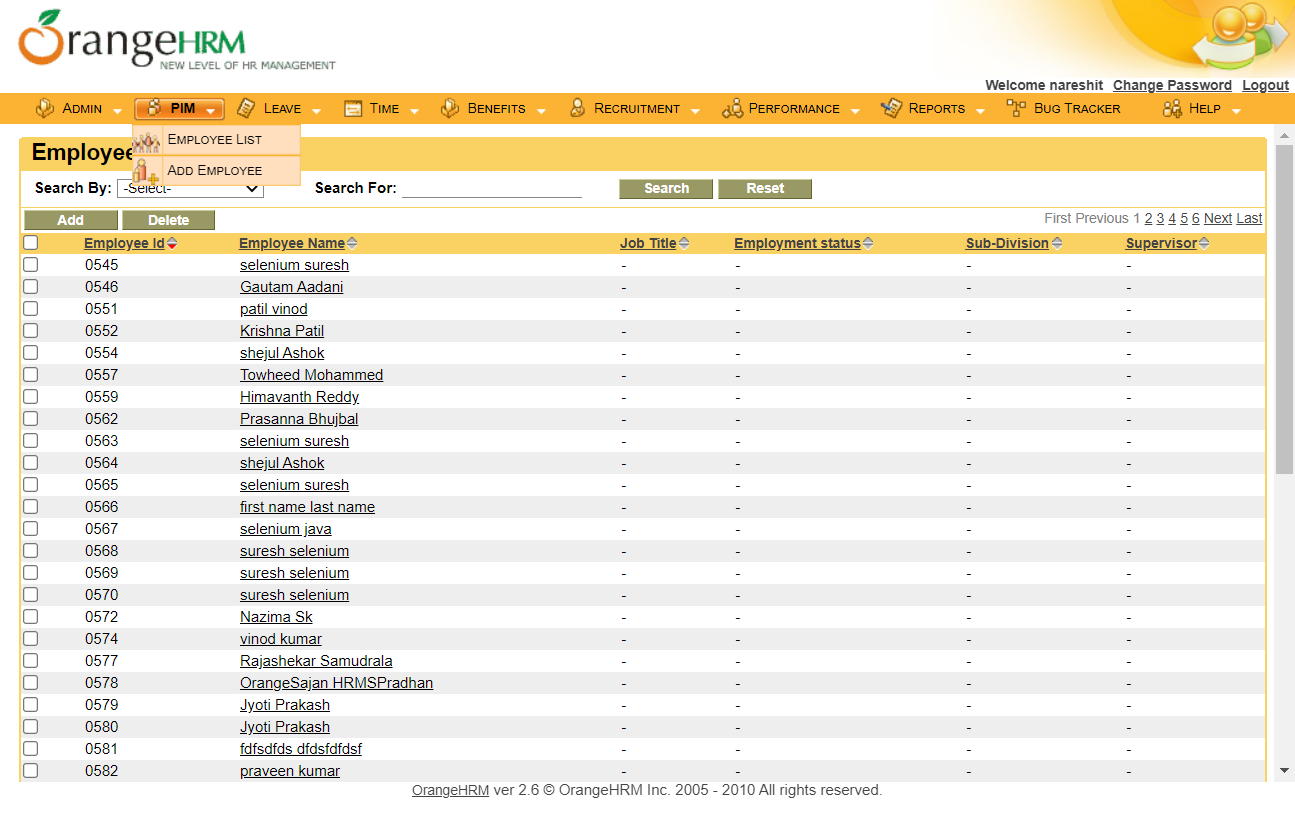 OrangeHRM
NEW LEVEL OF HR MANAGEMENT
Welcome nareshit Change Password Logout
ADMIN PIM LEAVE TIME BENEFITS RECRUITMENT PERFORMANCE REPORTS BUG TRACKER HELP
EMPLOYEE LIST
ADD EMPLOYEE
Employee
Search By: -Select- Search For: Search Reset
Add Delete First Previous 1 2 3 4 5 6 Next Last
Employee Id Employee Name Job Title Employment status Sub-Division Supervisor
0545 selenium suresh - - - -
0546 Gautam Aadani - - - -
0551 patil vinod - - - -
0552 Krishna Patil - - - -
0554 shejul Ashok - - - -
0557 Towheed Mohammed - - - -
0559 Himavanth Reddy - - - -
0562 Prasanna Bhujbal - - - -
0563 selenium suresh - - - -
0564 shejul Ashok - - - -
0565 selenium suresh - - - -
0566 first name last name - - - -
0567 selenium java - - - -
0568 suresh selenium - - - -
0569 suresh selenium - - - -
0570 suresh selenium - - - -
0572 Nazima Sk - - - -
0574 vinod kumar - - - -
0577 Rajashekar Samudrala - - - -
0578 OrangeSajan HRMSPradhan - - - -
0579 Jyoti Prakash - - - -
0580 Jyoti Prakash - - - -
0581 fdfsdfds dfdsfdfdsf - - - -
0582 praveen kumar - - - -
OrangeHRM ver 2.6 © OrangeHRM Inc. 2005 - 2010 All rights reserved.